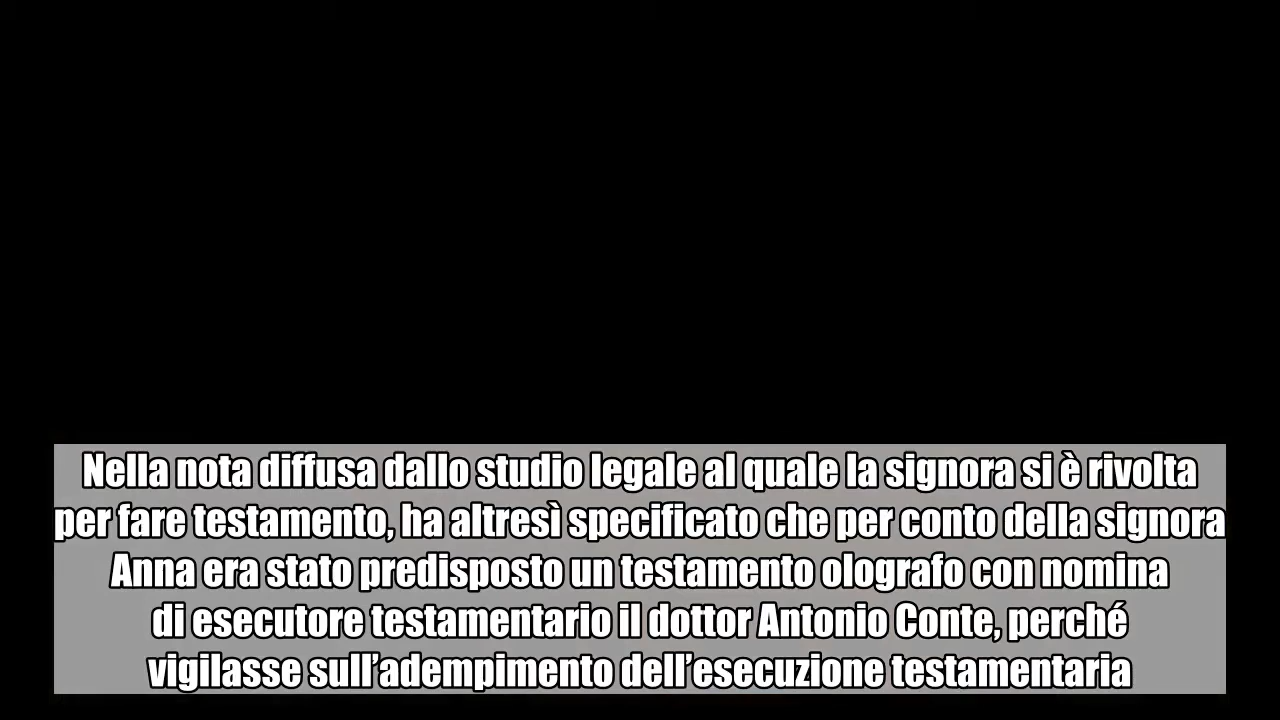 Nella nota diffusa dallo studio legale al quale la signora si è rivolta
per fare testamento, ha altresì specificato che per conto della signora
Anna era stato predisposto un testamento olografo con nomina
di esecutore testamentario il dottor Antonio Conte, perché
vigilasse sull’adempimento dell’esecuzione testamentaria